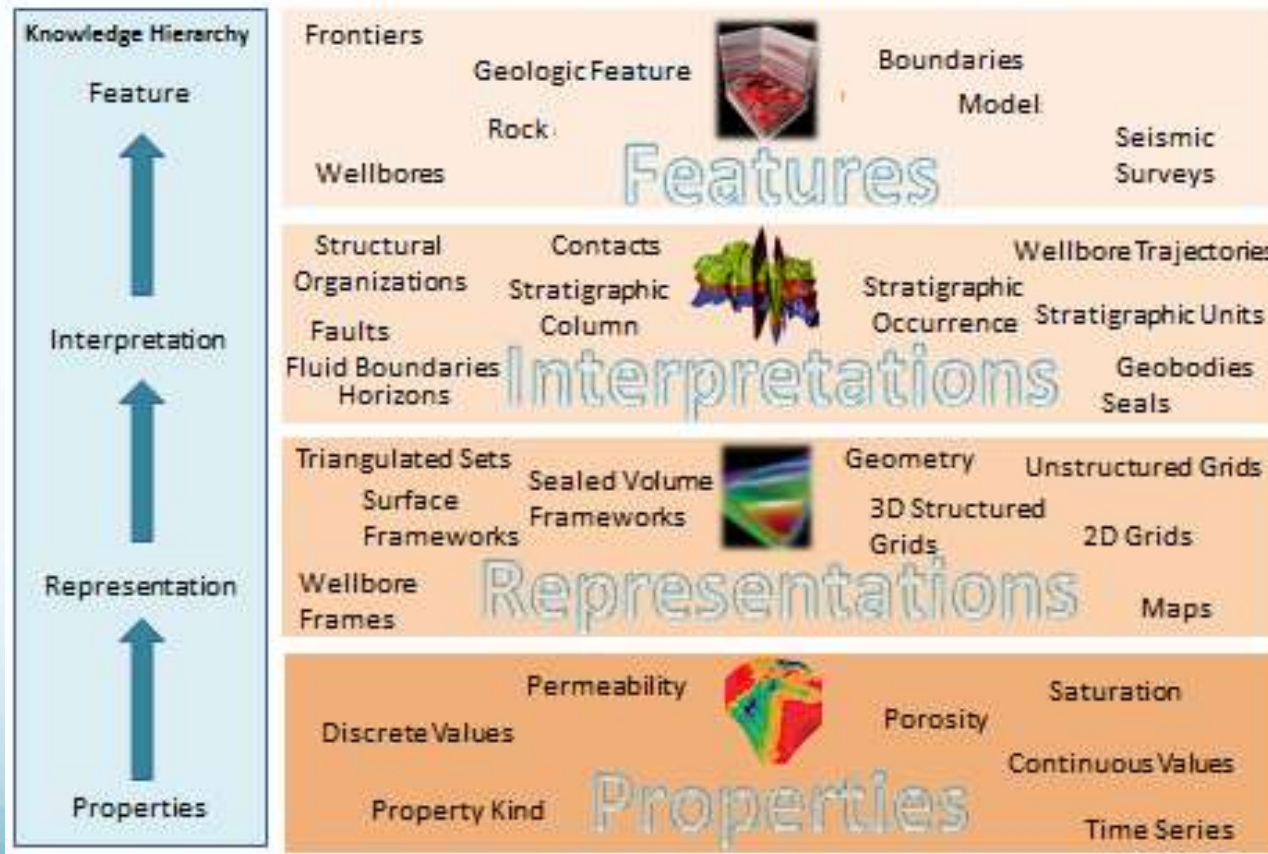 Knowledge Hierarchy
Feature
Interpretation
Representation
Properties
Frontiers
Geologic Feature
Boundaries
Model
Rock
Seismic
Surveys
Wellbores
Features
Structural
Organizations
Contacts
Wellbore Trajectories
Stratigraphic
Column
Stratigraphic
Occurrence
Stratigraphic Units
Faults
Fluid Boundaries
Horizons
Interpretations
Geobodies
Seals
Triangulated Sets
Surface
Frameworks
Sealed Volume
Frameworks
Geometry
Unstructured Grids
3D Structured
Grids
2D Grids
Wellbore
Frames
Representations
Maps
Permeability
Saturation
Discrete Values
Porosity
Continuous Values
Property Kind
Properties
Time Series